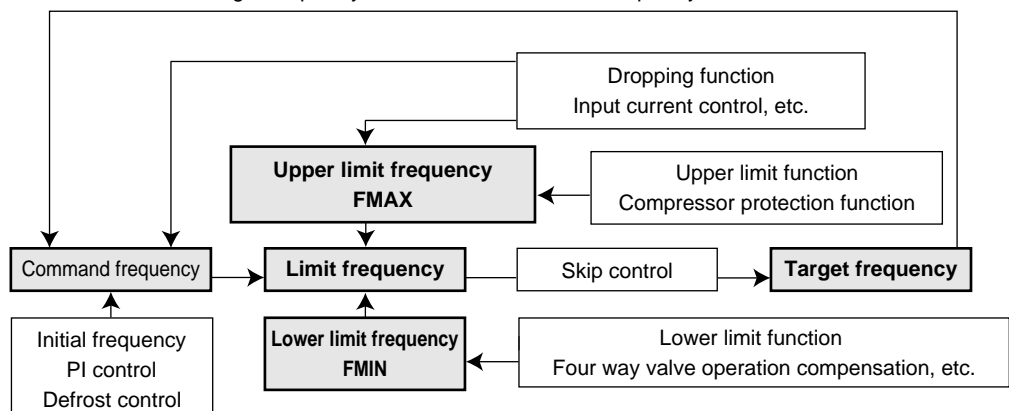 Dropping function
Input current control, etc.
Upper limit frequency
FMAX
Upper limit function
Compressor protection function
Command frequency
Limit frequency
Skip control
Target frequency
Initial frequency
PI control
Defrost control
Lower limit frequency
FMIN
Lower limit function
Four way valve operation compensation, etc.